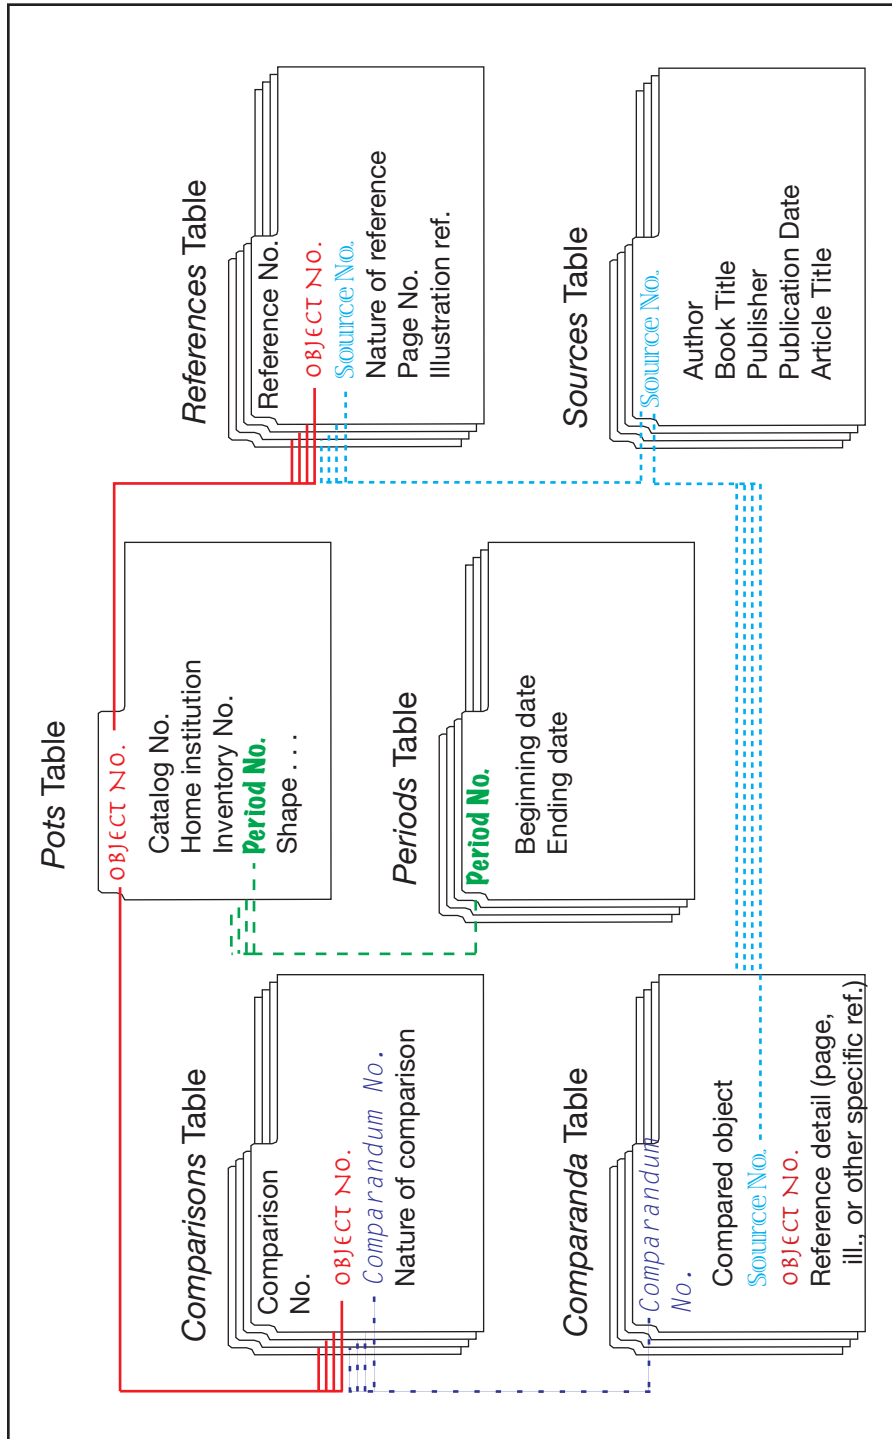 Pots Table
OBJECT NO.
Catalog No.
Home institution
Inventory No.
Period No.
Shape . . .
Comparisons Table
Comparison
No.
OBJECT NO.
Comparandum No.
Nature of comparison
References Table
Reference No.
OBJECT NO.
Source No.
Nature of reference
Page No.
Illustration ref.
Periods Table
Period No.
Beginning date
Ending date
Comparanda Table
Comparandum
No.
Compared object
Source No.
OBJECT NO.
Reference detail (page,
ill., or other specific ref.)
Sources Table
Source No.
Author
Book Title
Publisher
Publication Date
Article Title